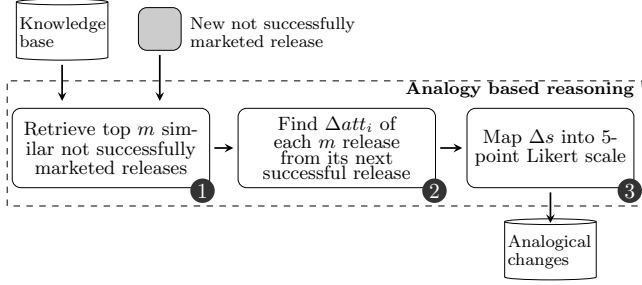 Knowledge
base
New not successfully
marketed release
Analogy based reasoning
Retrieve top m sim-
ilar not successfully
marketed releases
1
Find Δatt_i of
each m release
from its next
successful release
2
Map Δs into 5-
point Likert scale
3
Analogical
changes